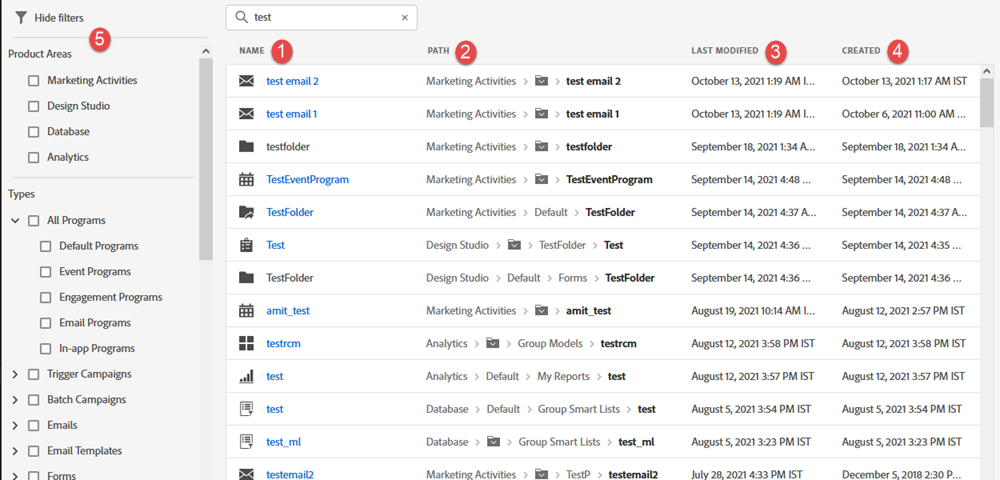 Hide filters
5
Product Areas
Marketing Activities
Design Studio
Database
Analytics
Types
All Programs
Default Programs
Event Programs
Engagement Programs
Email Programs
In-app Programs
Trigger Campaigns
Batch Campaigns
Emails
Email Templates
Forms
test ×
NAME 1 PATH 2 LAST MODIFIED 3 CREATED 4
test email 2 Marketing Activities > > test email 2 October 13, 2021 1:19 AM I... October 13, 2021 1:17 AM IST
test email 1 Marketing Activities > > test email 1 October 13, 2021 1:19 AM I... October 6, 2021 11:00 AM ...
testfolder Marketing Activities > > testfolder September 18, 2021 1:34 A... September 18, 2021 1:34 A...
TestEventProgram Marketing Activities > > TestEventProgram September 14, 2021 4:48 ... September 14, 2021 4:48 ...
TestFolder Marketing Activities > Default > TestFolder September 14, 2021 4:37 A... September 14, 2021 4:37 A...
Test Design Studio > > TestFolder > Test September 14, 2021 4:36 ... September 14, 2021 4:35 ...
TestFolder Design Studio > Default > Forms > TestFolder September 14, 2021 4:36 ... September 14, 2021 4:36 ...
amit_test Marketing Activities > > amit_test August 19, 2021 10:14 AM I... August 12, 2021 2:57 PM IST
testrcm Analytics > > Group Models > testrcm August 12, 2021 3:58 PM IST August 12, 2021 3:58 PM IST
test Analytics > Default > My Reports > test August 12, 2021 3:57 PM IST August 12, 2021 3:57 PM IST
test Database > Default > Group Smart Lists > test August 5, 2021 3:54 PM IST August 5, 2021 3:54 PM IST
test_ml Database > > Group Smart Lists > test_ml August 5, 2021 3:23 PM IST August 5, 2021 3:23 PM IST
testemail2 Marketing Activities > > TestP > testemail2 July 28, 2021 4:33 PM IST December 5, 2018 2:30 P...